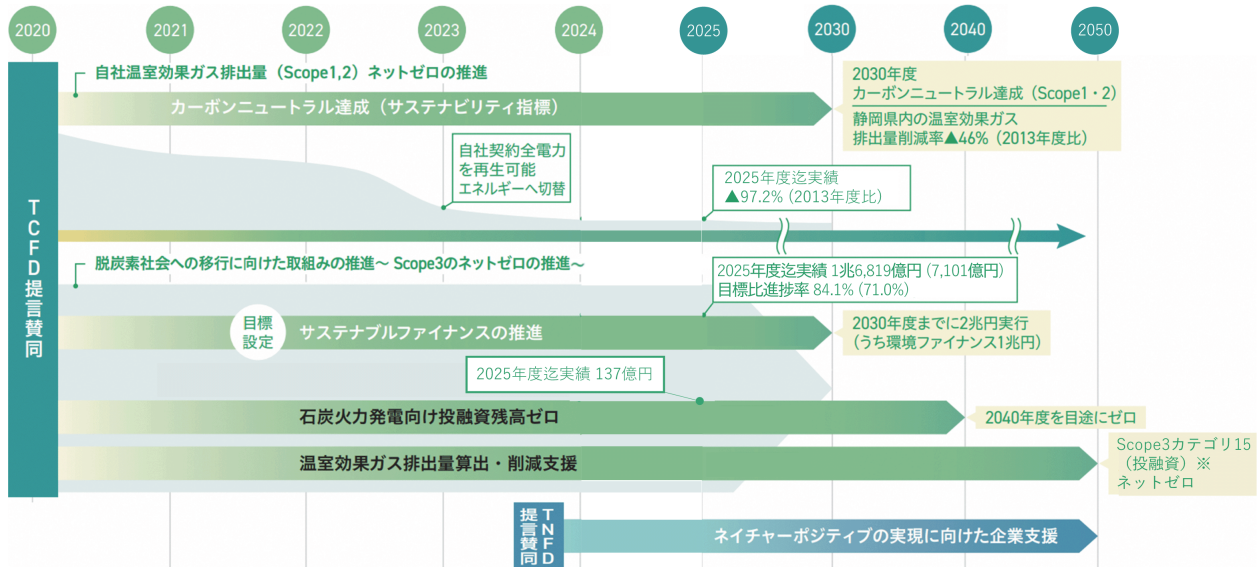 2020
2021
2022
2023
2024
2025
2030
2040
2050
TCFD提言賛同
自社温室効果ガス排出量（Scope1,2）ネットゼロの推進
カーボンニュートラル達成（サステナビリティ指標）
2030年度
カーボンニュートラル達成（Scope1・2）
静岡県内の温室効果ガス
排出量削減率▲46%（2013年度比）
自社契約全電力
を再生可能
エネルギーへ切替
2025年度迄実績
▲97.2%（2013年度比）
脱炭素社会への移行に向けた取組みの推進～ Scope3のネットゼロの推進～
2025年度迄実績 1兆6,819億円（7,101億円）
目標比進捗率 84.1%（71.0%）
目標
設定
サステナブルファイナンスの推進
2030年度までに2兆円実行
（うち環境ファイナンス1兆円）
2025年度迄実績 137億円
石炭火力発電向け投融資残高ゼロ
2040年度を目途にゼロ
温室効果ガス排出量算出・削減支援
Scope3カテゴリ15
（投融資）※
ネットゼロ
TNFD
提言賛同
ネイチャーポジティブの実現に向けた企業支援